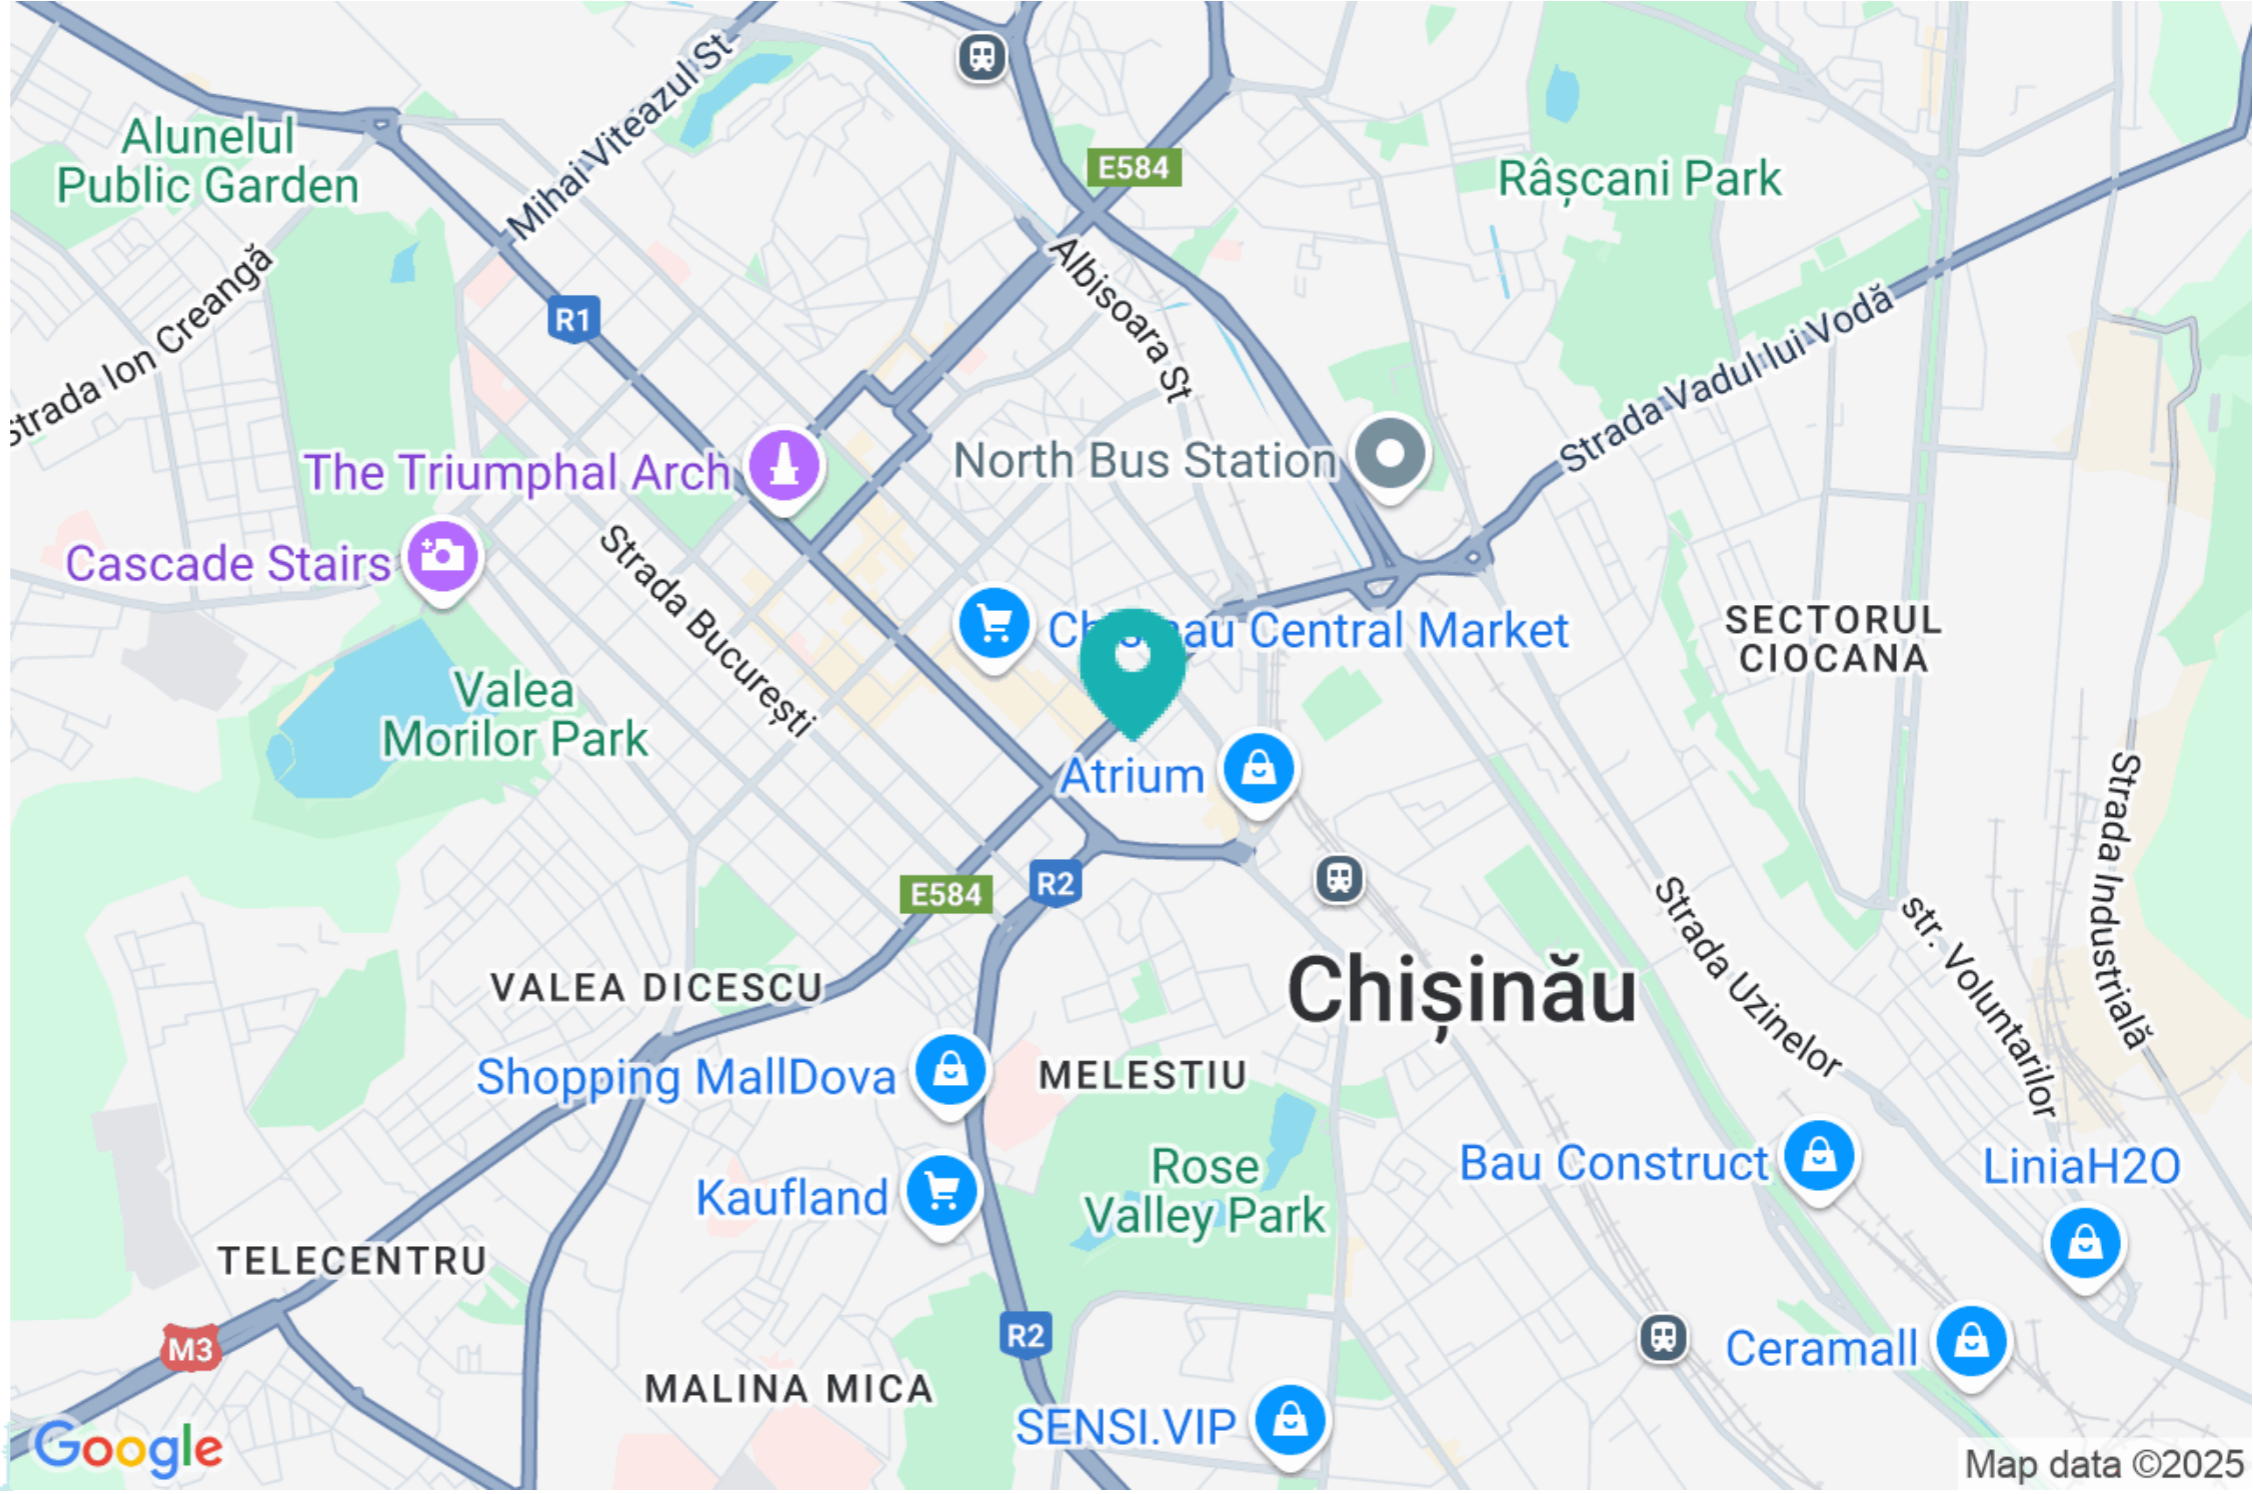 Mihai Viteazul St
Alunelul
Public Garden
E584
Râșcani Park
Strada Ion Creangă
R1
Albisoara St
Strada Vadul lui Vodă
The Triumphal Arch
North Bus Station
Cascade Stairs
Strada București
Central Market
SECTORUL
CIOCANA
Valea
Morilor Park
Atrium
Strada Industrială
E584
R2
Strada Uzinelor
str. Voluntarilor
VALEA DICESCU
Chișinău
Shopping MallDova
MELESTIU
Rose
Valley Park
Bau Construct
LiniaH2O
Kaufland
TELECENTRU
M3
R2
Ceramall
MALINA MICA
SENSI.VIP
Google
Map data ©2025